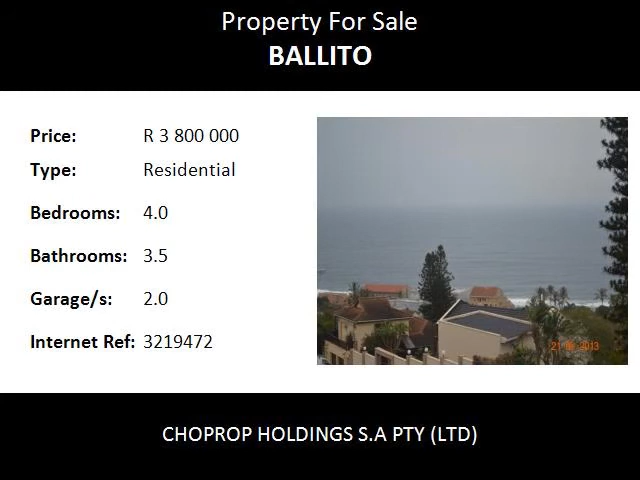 Property For Sale
BALLITO
Price: R 3 800 000
Type: Residential
Bedrooms: 4.0
Bathrooms: 3.5
Garage/s: 2.0
Internet Ref: 3219472
CHOPROP HOLDINGS S.A PTY (LTD)